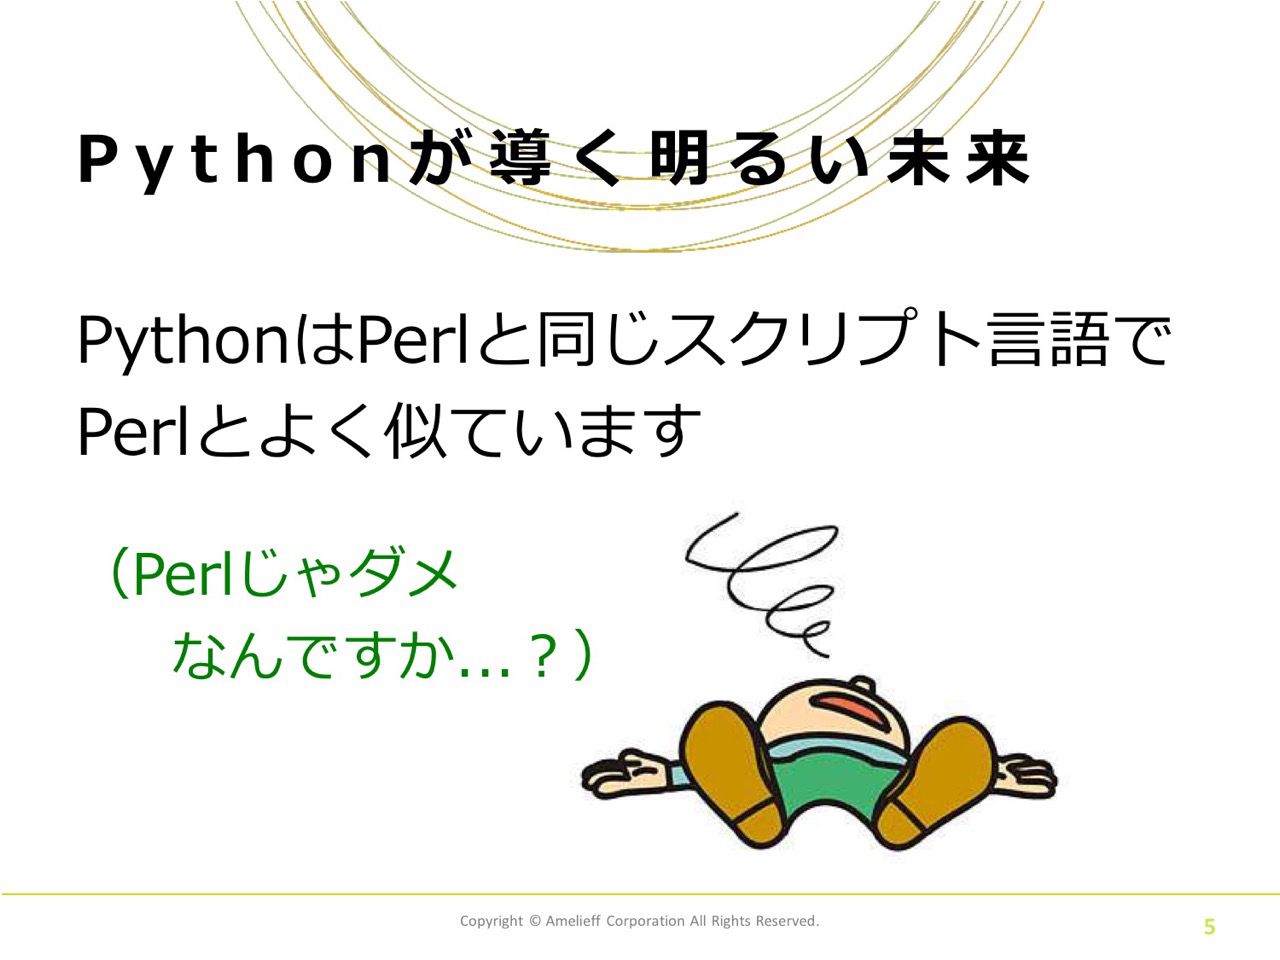 Pythonが導く明るい未来
PythonはPerlと同じスクリプト言語で
Perlとよく似ています
（Perlじゃダメ
なんですか...？）
Copyright © Amelieff Corporation All Rights Reserved.
5